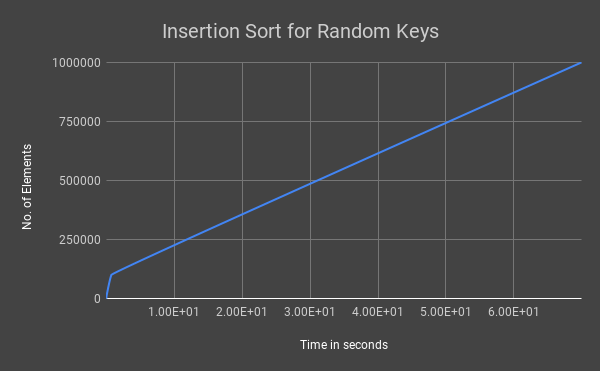 Insertion Sort for Random Keys
No. of Elements
1000000
750000
500000
250000
0
1.00E+01 2.00E+01 3.00E+01 4.00E+01 5.00E+01 6.00E+01
Time in seconds